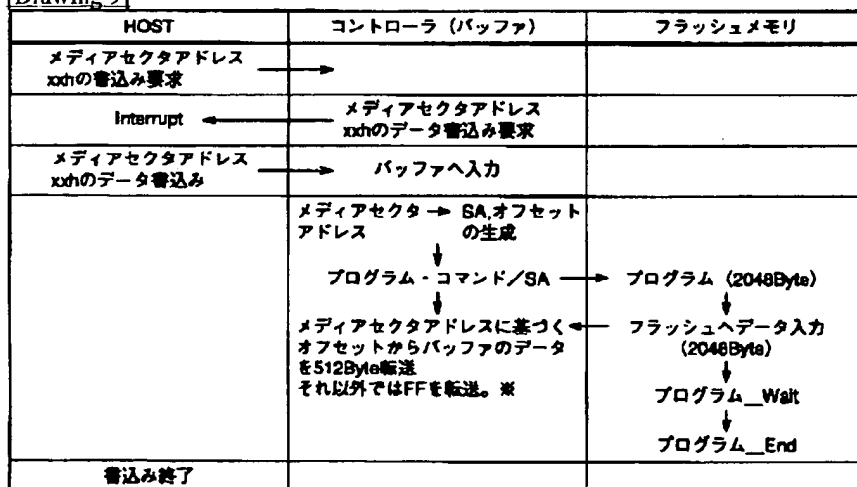 Drawing 9
HOST
コントローラ（バッファ）
フラッシュメモリ
メディアセクタアドレス
xxhの書込み要求
Interrupt
メディアセクタアドレス
xxhのデータ書込み要求
メディアセクタアドレス
xxhのデータ書込み
バッファへ入力
メディアセクタ
アドレス
SA,オフセット
の生成
プログラム・コマンド／SA
プログラム（2048Byte）
メディアセクタアドレスに基づく
オフセットからバッファのデータ
を512Byte転送
それ以外ではFFを転送。※
フラッシュへデータ入力
（2048Byte）
プログラム__Wait
プログラム__End
書込み終了